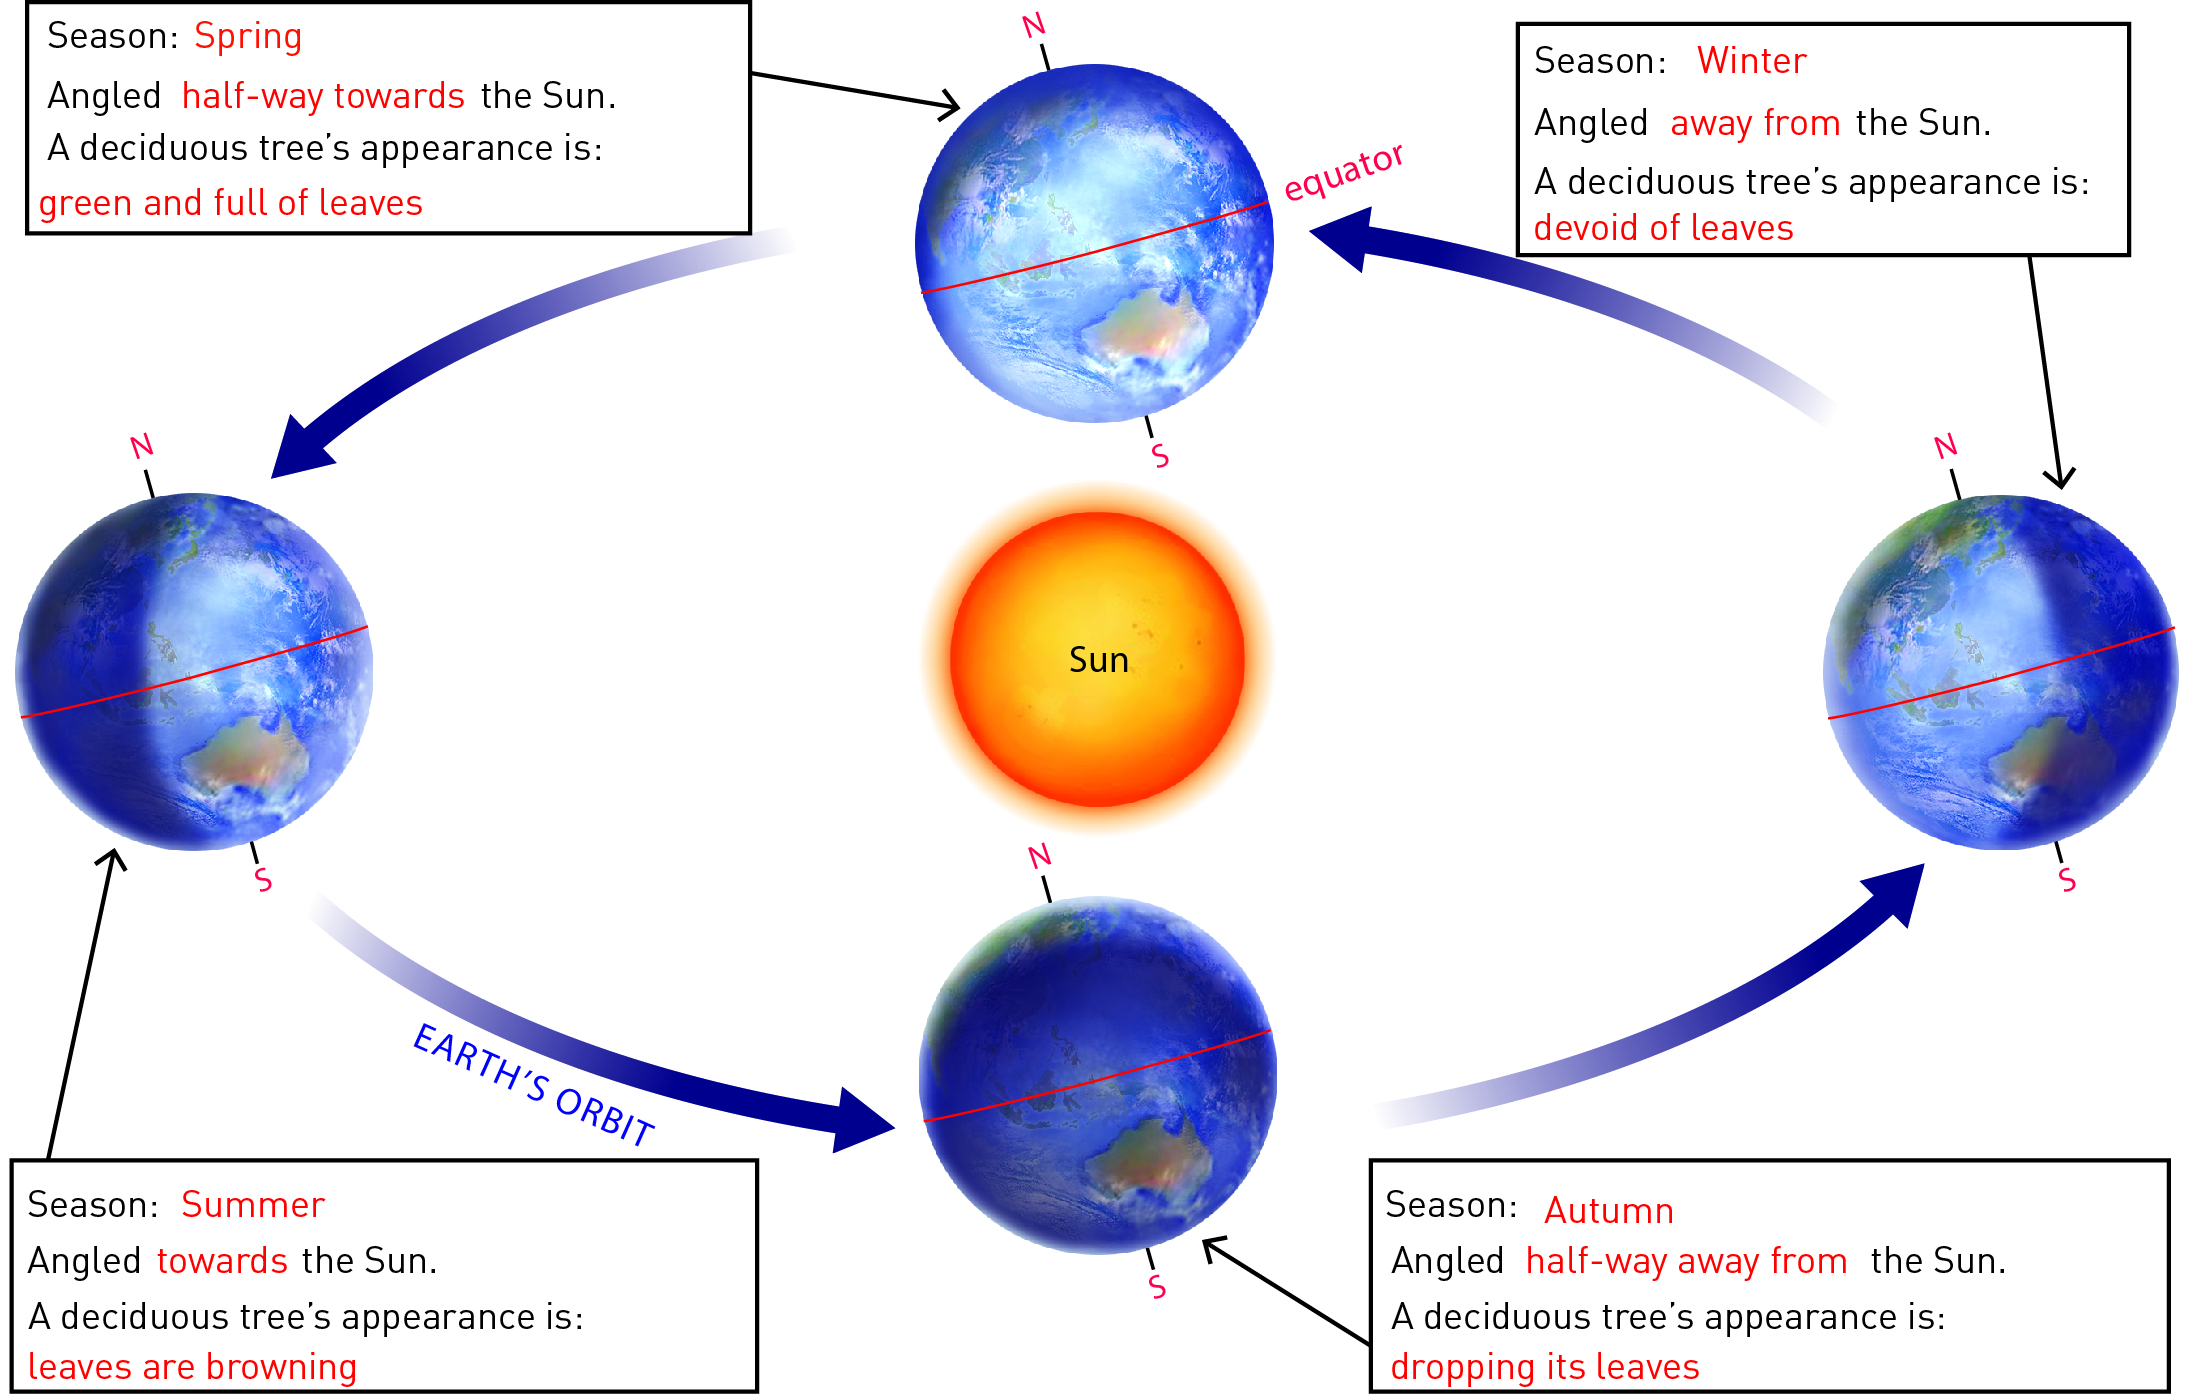 Season: Spring
Angled half-way towards the Sun.
A deciduous tree's appearance is:
green and full of leaves
N
equator
Season: Winter
Angled away from the Sun.
A deciduous tree's appearance is:
devoid of leaves
S
N
S
N
S
Sun
N
S
EARTH'S ORBIT
Season: Summer
Angled towards the Sun.
A deciduous tree's appearance is:
leaves are browning
Season: Autumn
Angled half-way away from the Sun.
A deciduous tree's appearance is:
dropping its leaves